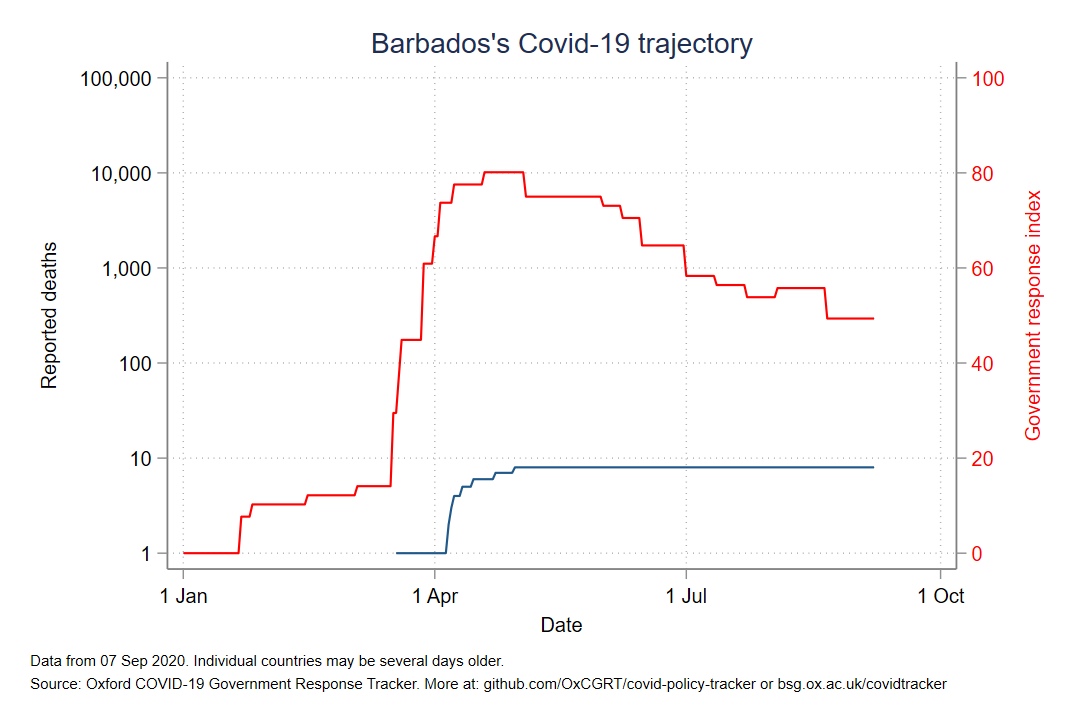 Barbados's Covid-19 trajectory
100,000
10,000
1,000
100
10
1
Reported deaths
100
80
60
40
20
0
Government response index
1 Jan
1 Apr
1 Jul
1 Oct
Date
Data from 07 Sep 2020. Individual countries may be several days older.
Source: Oxford COVID-19 Government Response Tracker. More at: github.com/OxCGRT/covid-policy-tracker or bsg.ox.ac.uk/covidtracker